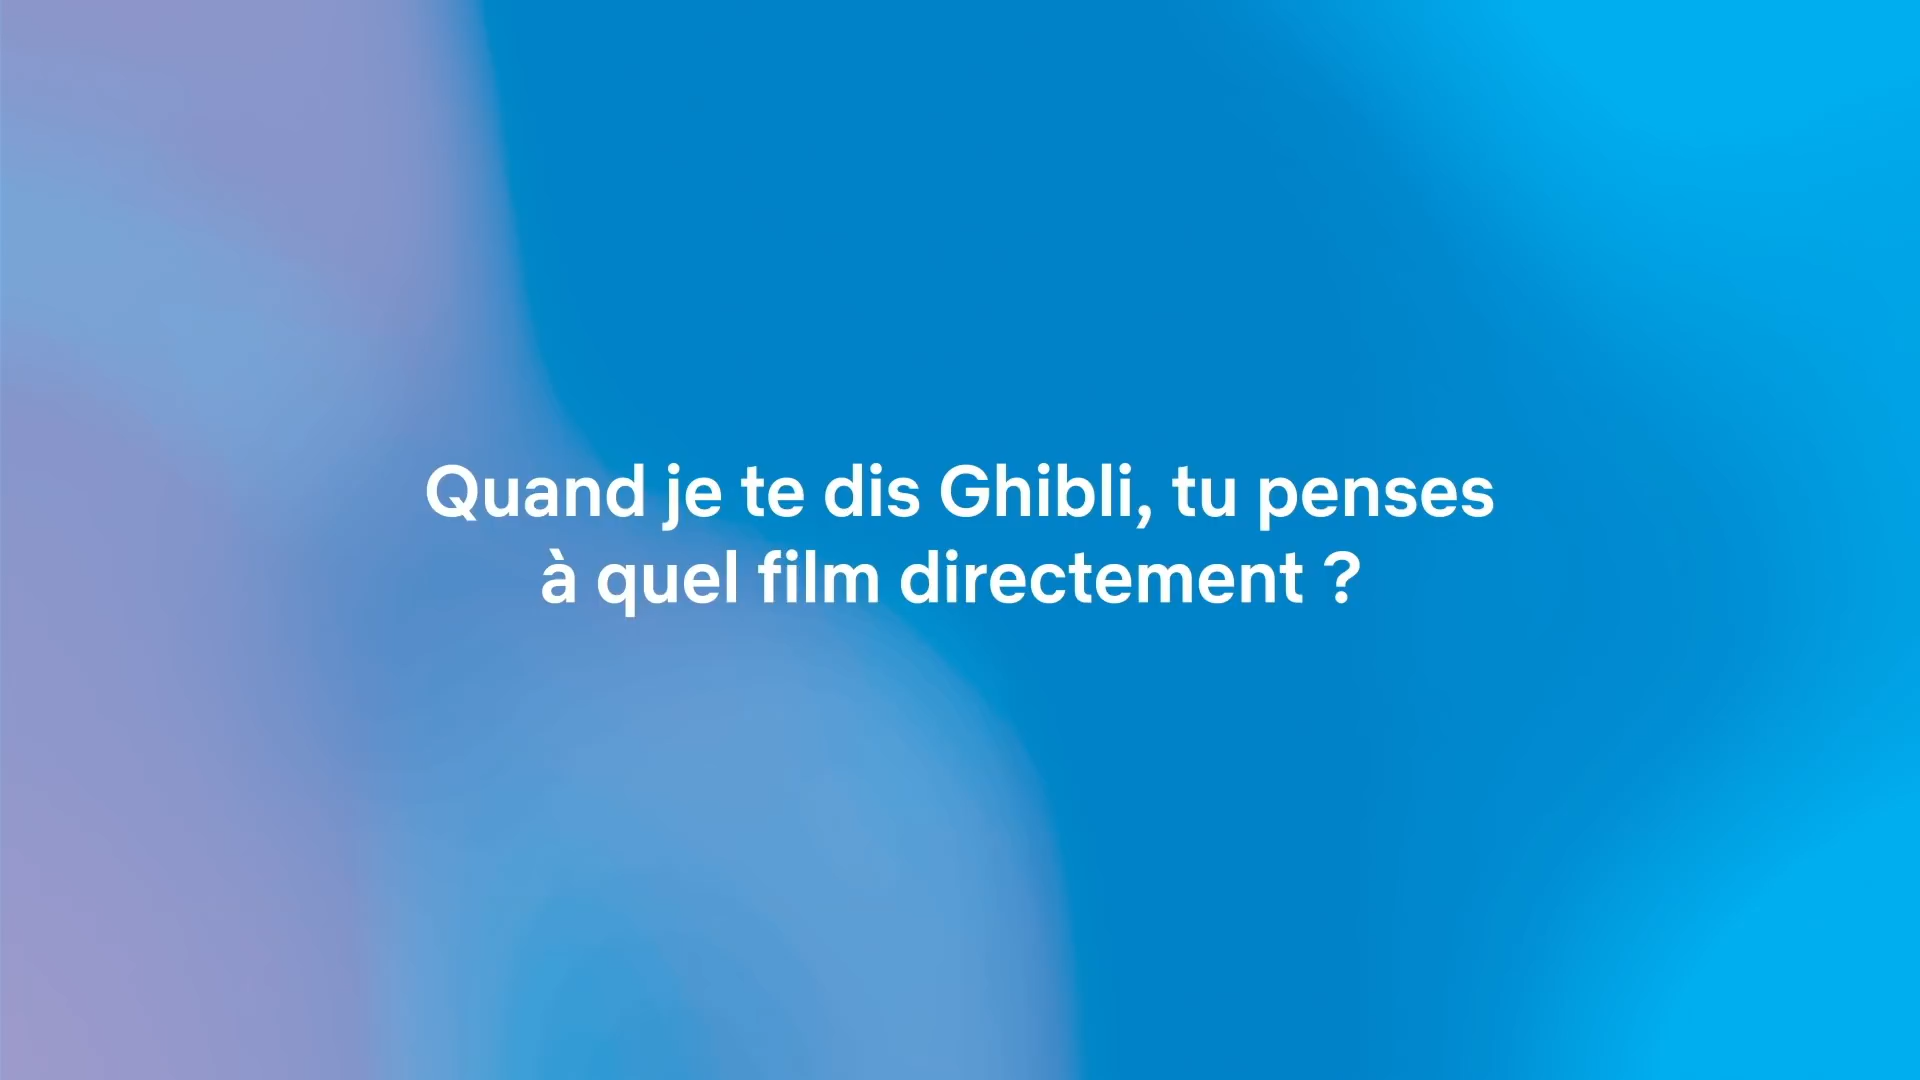 Quand je te dis Ghibli, tu penses
à quel film directement ?